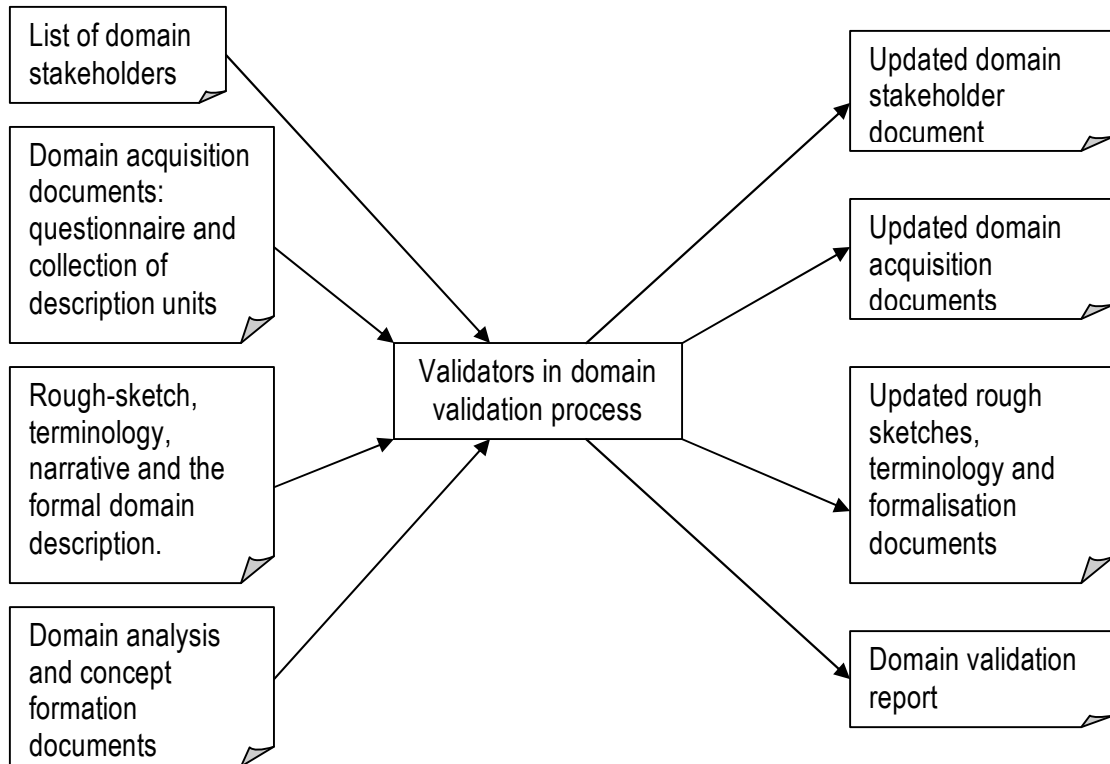 List of domain
stakeholders
Domain acquisition
documents:
questionnaire and
collection of
description units
Rough-sketch,
terminology,
narrative and the
formal domain
description.
Domain analysis
and concept
formation
documents
Validators in domain
validation process
Updated domain
stakeholder
document
Updated domain
acquisition
documents
Updated rough
sketches,
terminology and
formalisation
documents
Domain validation
report